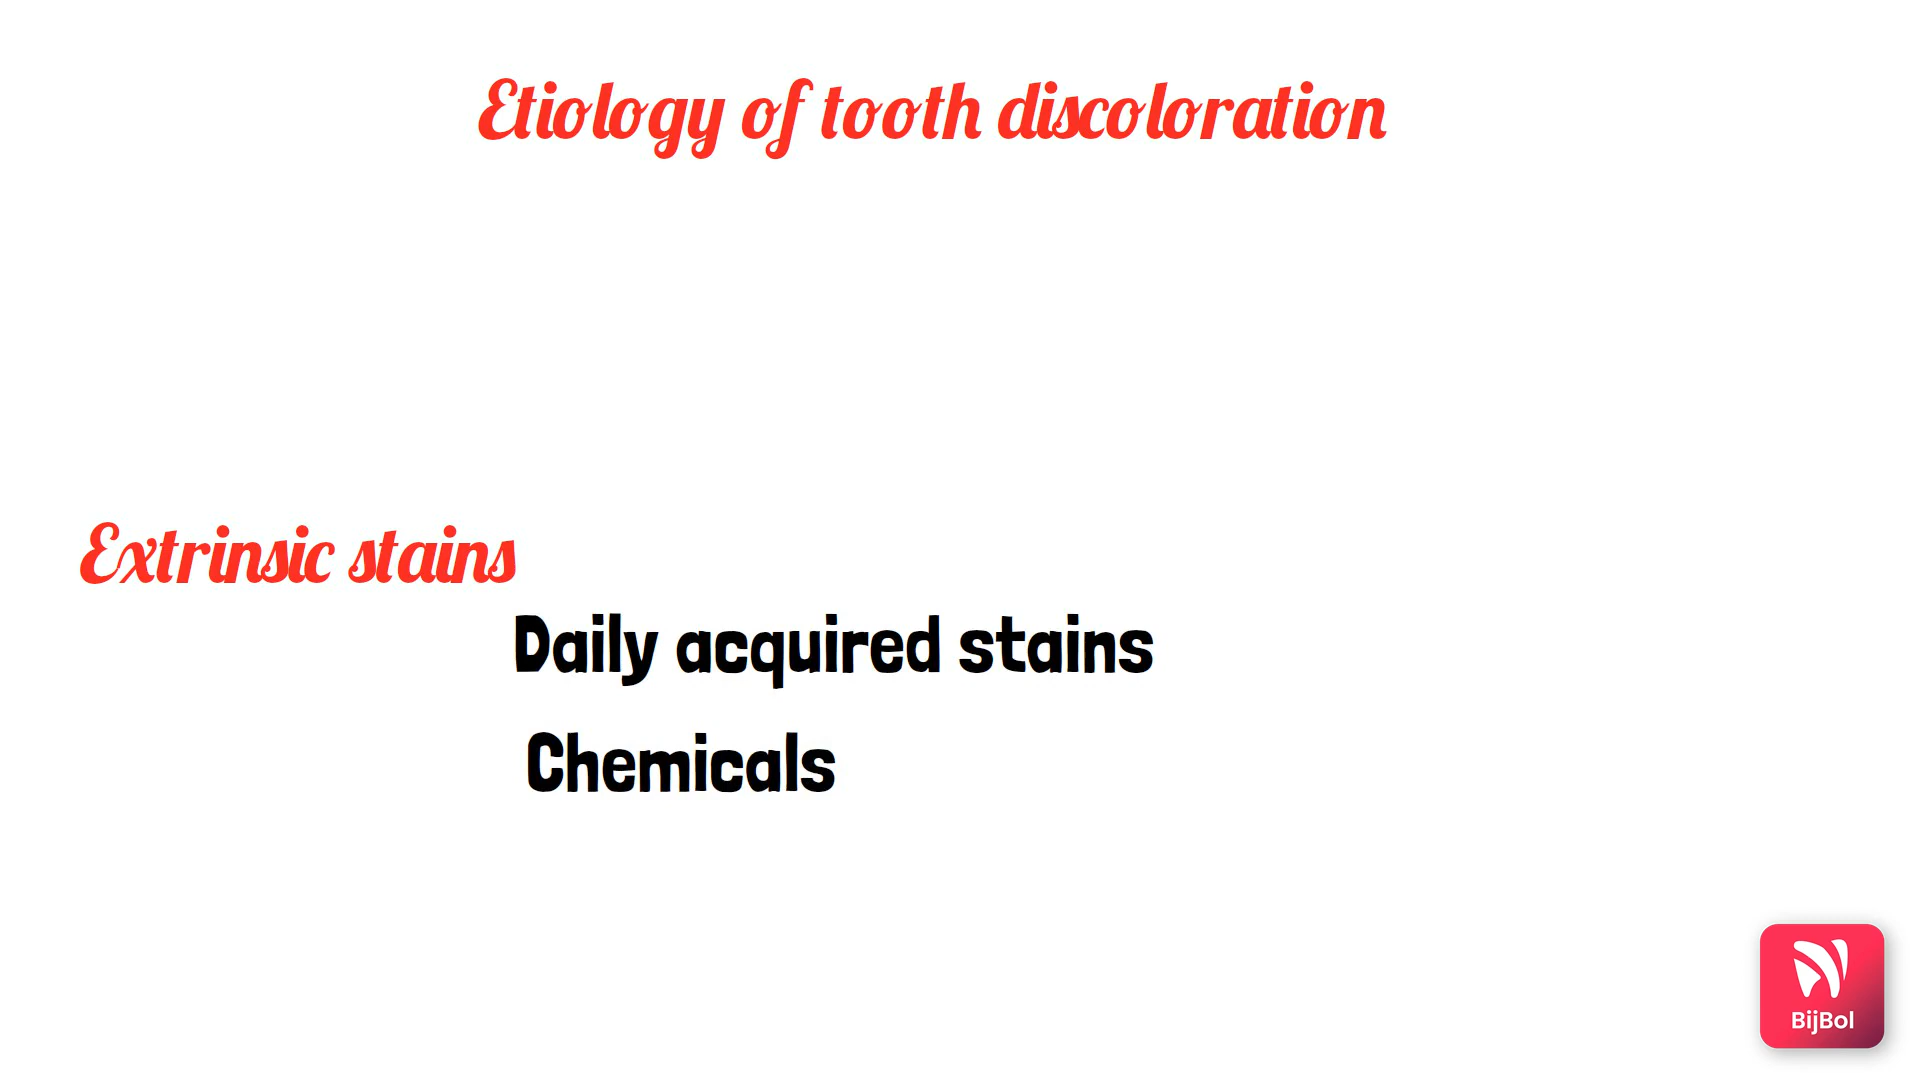 Etiology of tooth discoloration
Extrinsic stains
Daily acquired stains
Chemicals
BijBol